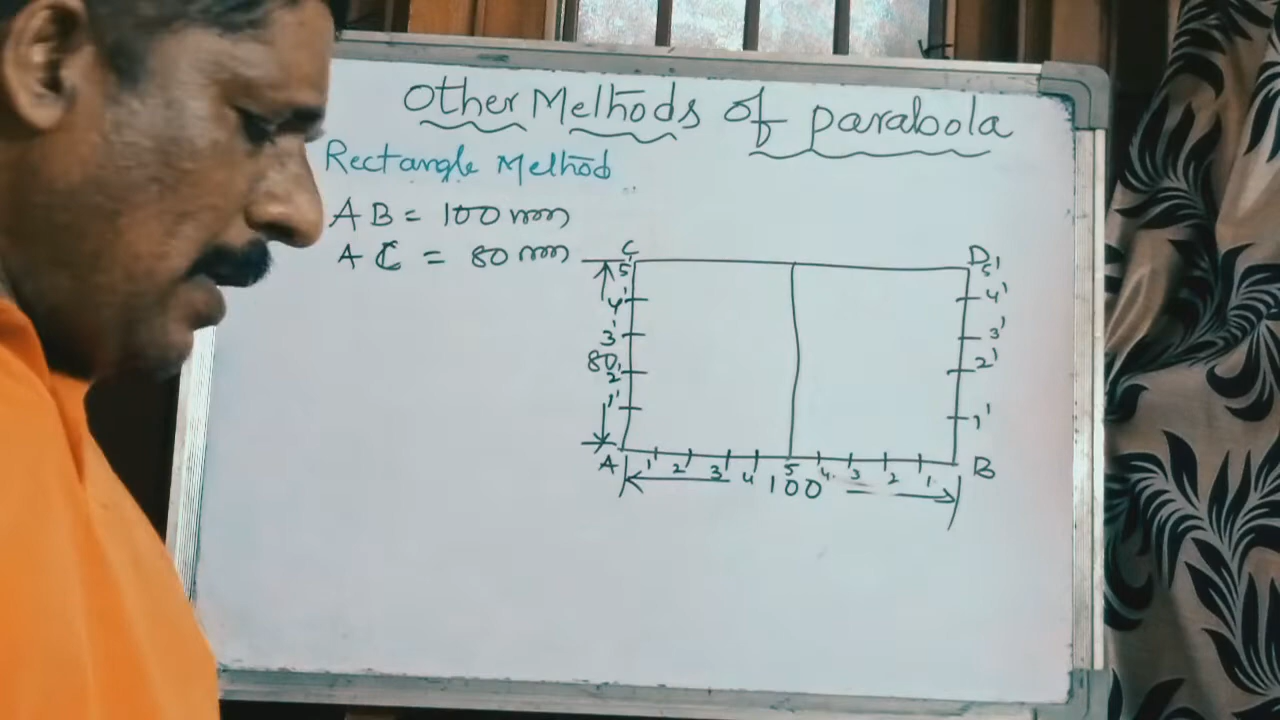 Other Methods of parabola
Rectangle Method
AB = 100 mm
AC = 80 mm
C D
5' 5'
4' 4'
3' 3'
80
2' 2'
1' 1'
A 1 2 3 4 5 4 3 2 1 B
100